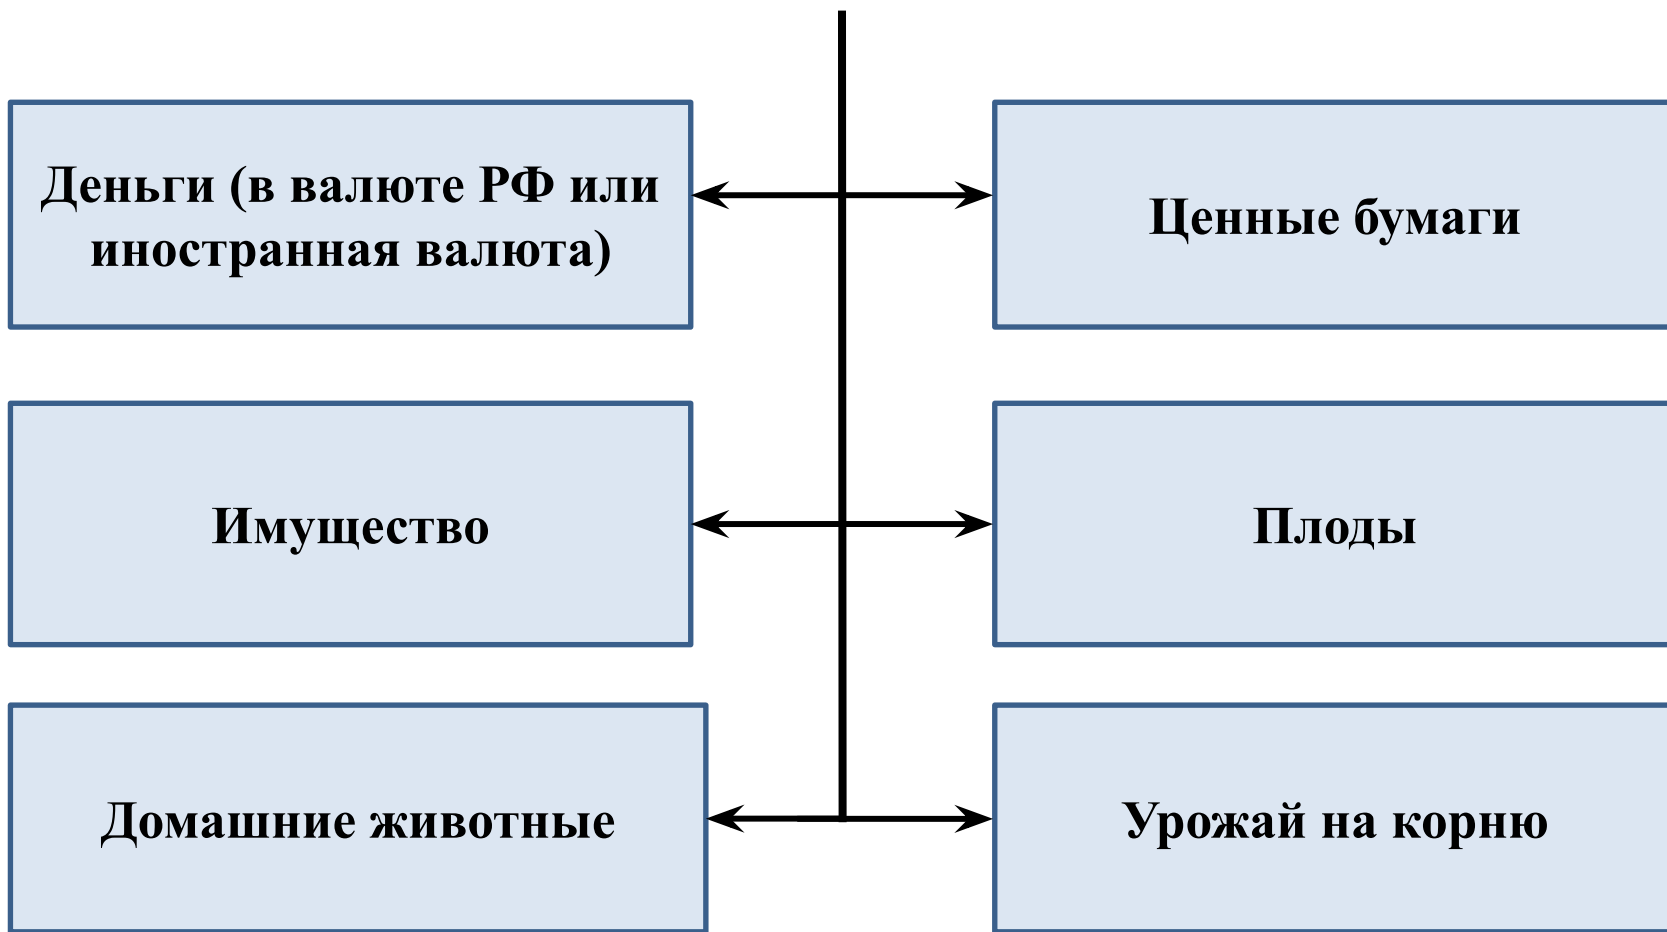 Деньги (в валюте РФ или
иностранная валюта)
Ценные бумаги
Имущество
Плоды
Домашние животные
Урожай на корню